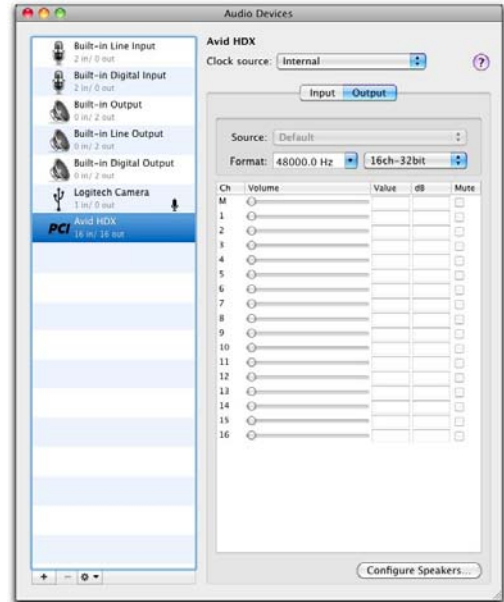 Audio Devices
Built-in Line Input
2 in/ 0 out
Built-in Digital Input
2 in/ 0 out
Built-in Output
0 in/ 2 out
Built-in Line Output
0 in/ 2 out
Built-in Digital Output
0 in/ 2 out
Logitech Camera
1 in/ 0 out
PCI
Avid HDX
16 in/ 16 out
+ −
Avid HDX
Clock source: Internal
?
Input Output
Source: Default
Format: 48000.0 Hz 16ch-32bit
Ch Volume Value dB Mute
M
1
2
3
4
5
6
7
8
9
10
11
12
13
14
15
16
Configure Speakers...